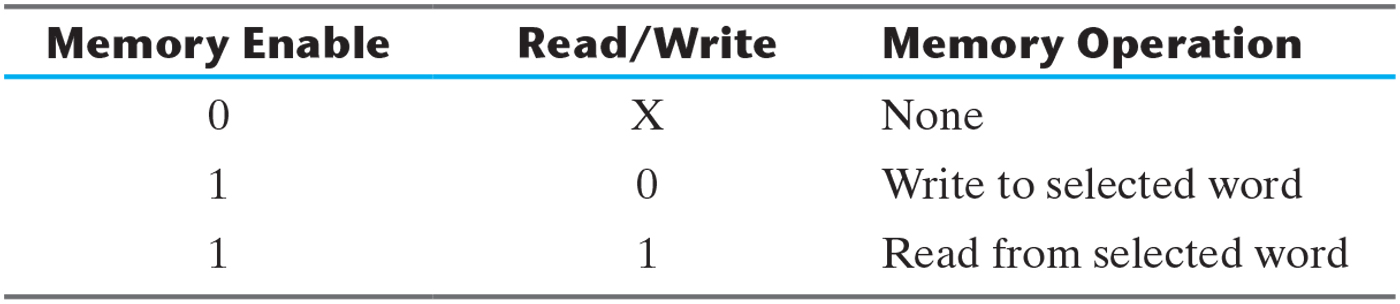 Memory Enable Read/Write Memory Operation
0 X None
1 0 Write to selected word
1 1 Read from selected word